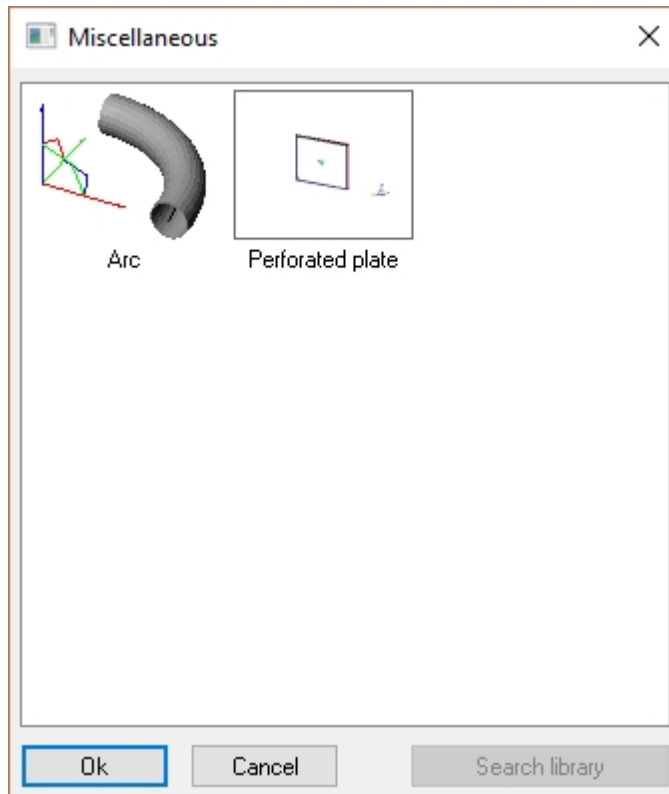 Miscellaneous
Arc
Perforated plate
Ok
Cancel
Search library